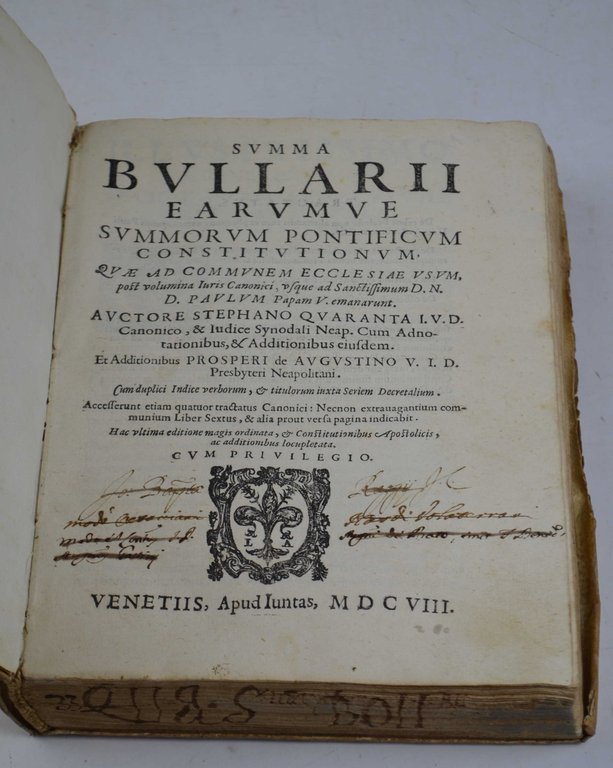 SVMMA
BVLLARII
EARVMVE
SVMMORVM PONTIFICVM
CONSTITVTIONVM,
QVÆ AD COMMVNEM ECCLESIAE VSVM,
post volumina Iuris Canonici, vsque ad Sanctissimum D. N.
D. PAVLVM Papam V. emanarunt.
AVCTORE STEPHANO QVARANTA I.V.D.
Canonico, & Iudice Synodali Neap. Cum Adno-
tationibus, & Additionibus eiusdem.
Et Additionibus PROSPERI de AVGVSTINO V. I. D.
Presbyteri Neapolitani.
Cum duplici Indice verborum, & titulorum iuxta Seriem Decretalium.
Accesserunt etiam quatuor tractatus Canonici: Necnon extrauagantium com-
munium Liber Sextus, & alia prout versa pagina indicabit.
Hac vltima editione magis ordinata, & Constitutionibus Apostolicis,
ac additionibus locupletata.
CVM PRIVILEGIO.
L A
VENETIIS, Apud Iuntas, MDCVIII.